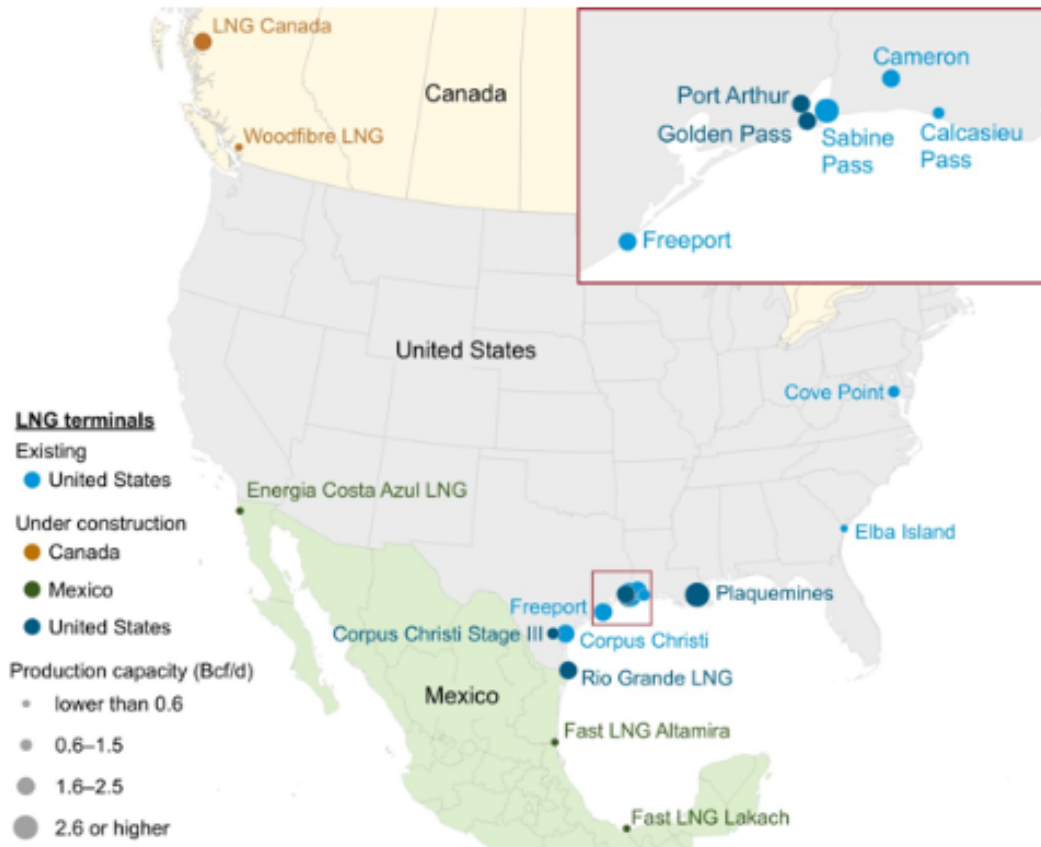 LNG Canada
Canada
Woodfibre LNG
Cameron
Port Arthur
Golden Pass
Sabine
Pass
Calcasieu
Pass
Freeport
United States
Cove Point
LNG terminals
Existing
United States
Under construction
Canada
Mexico
United States
Production capacity (Bcf/d)
lower than 0.6
0.6–1.5
1.6–2.5
2.6 or higher
Energia Costa Azul LNG
Elba Island
Freeport
Plaquemines
Corpus Christi Stage III
Corpus Christi
Rio Grande LNG
Mexico
Fast LNG Altamira
Fast LNG Lakach